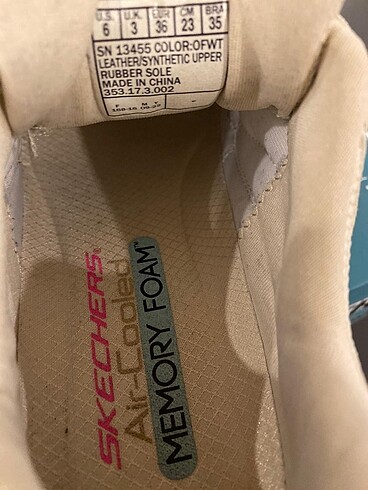 U.S. U.K. EUR CM BRA
6 3 36 23 35
SN 13455 COLOR:OFWT
LEATHER/SYNTHETIC UPPER
RUBBER SOLE
MADE IN CHINA
353.17.3.002
F M Y
SKECHERS
Air-Cooled
MEMORY FOAM™